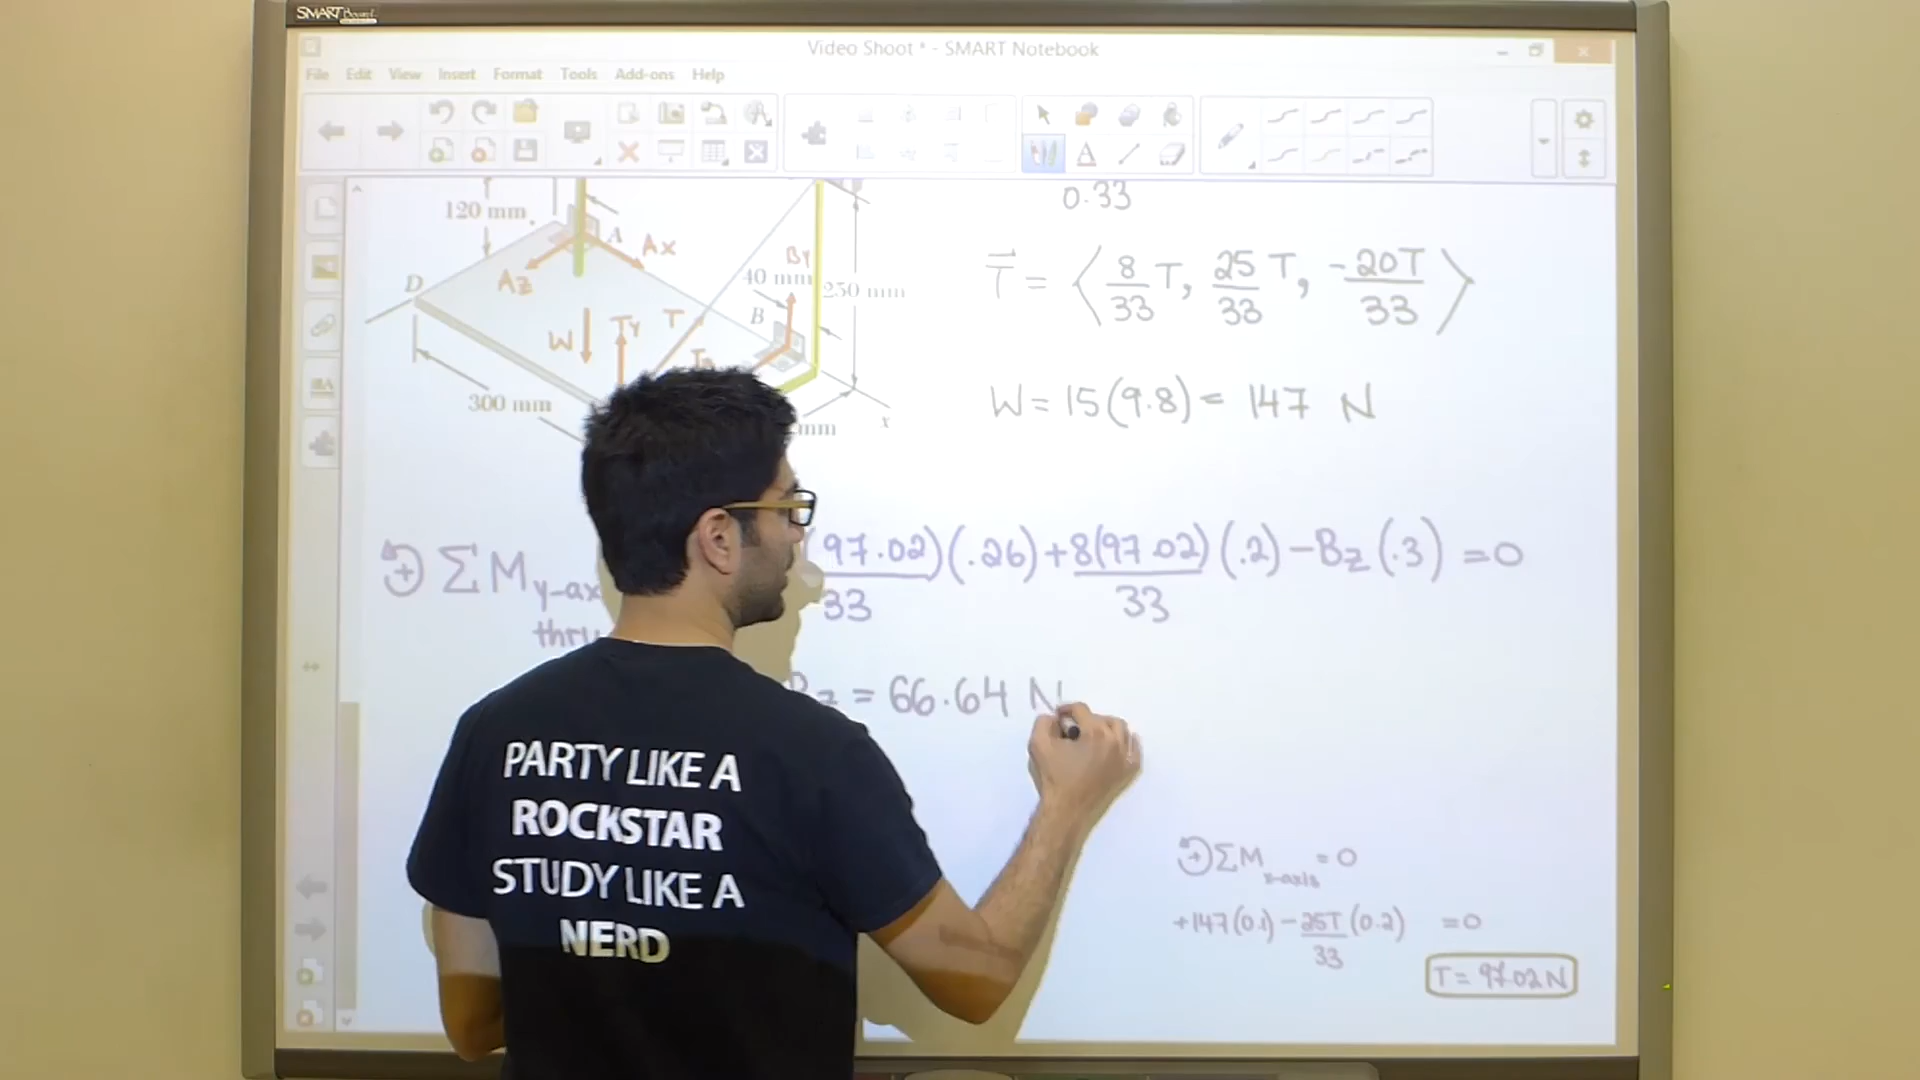 SMART Board
Video Shoot * - SMART Notebook
File Edit View Insert Format Tools Add-ons Help
0.33
120 mm
A
Ax
Az
D
By
40 mm
250 mm
B
W
Ty
T
300 mm
mm
x
T = ⟨ 8/33 T, 25/33 T, -20T/33 ⟩
W = 15(9.8) = 147 N
+ ΣM y-ax
thru
(97.02)/33 (.26) + 8(97.02)/33 (.2) - Bz (.3) = 0
Bz = 66.64 N
PARTY LIKE A
ROCKSTAR
STUDY LIKE A
NERD
+ ΣM x-axis = 0
+147(0.1) - 25T/33 (0.2) = 0
T = 97.02 N